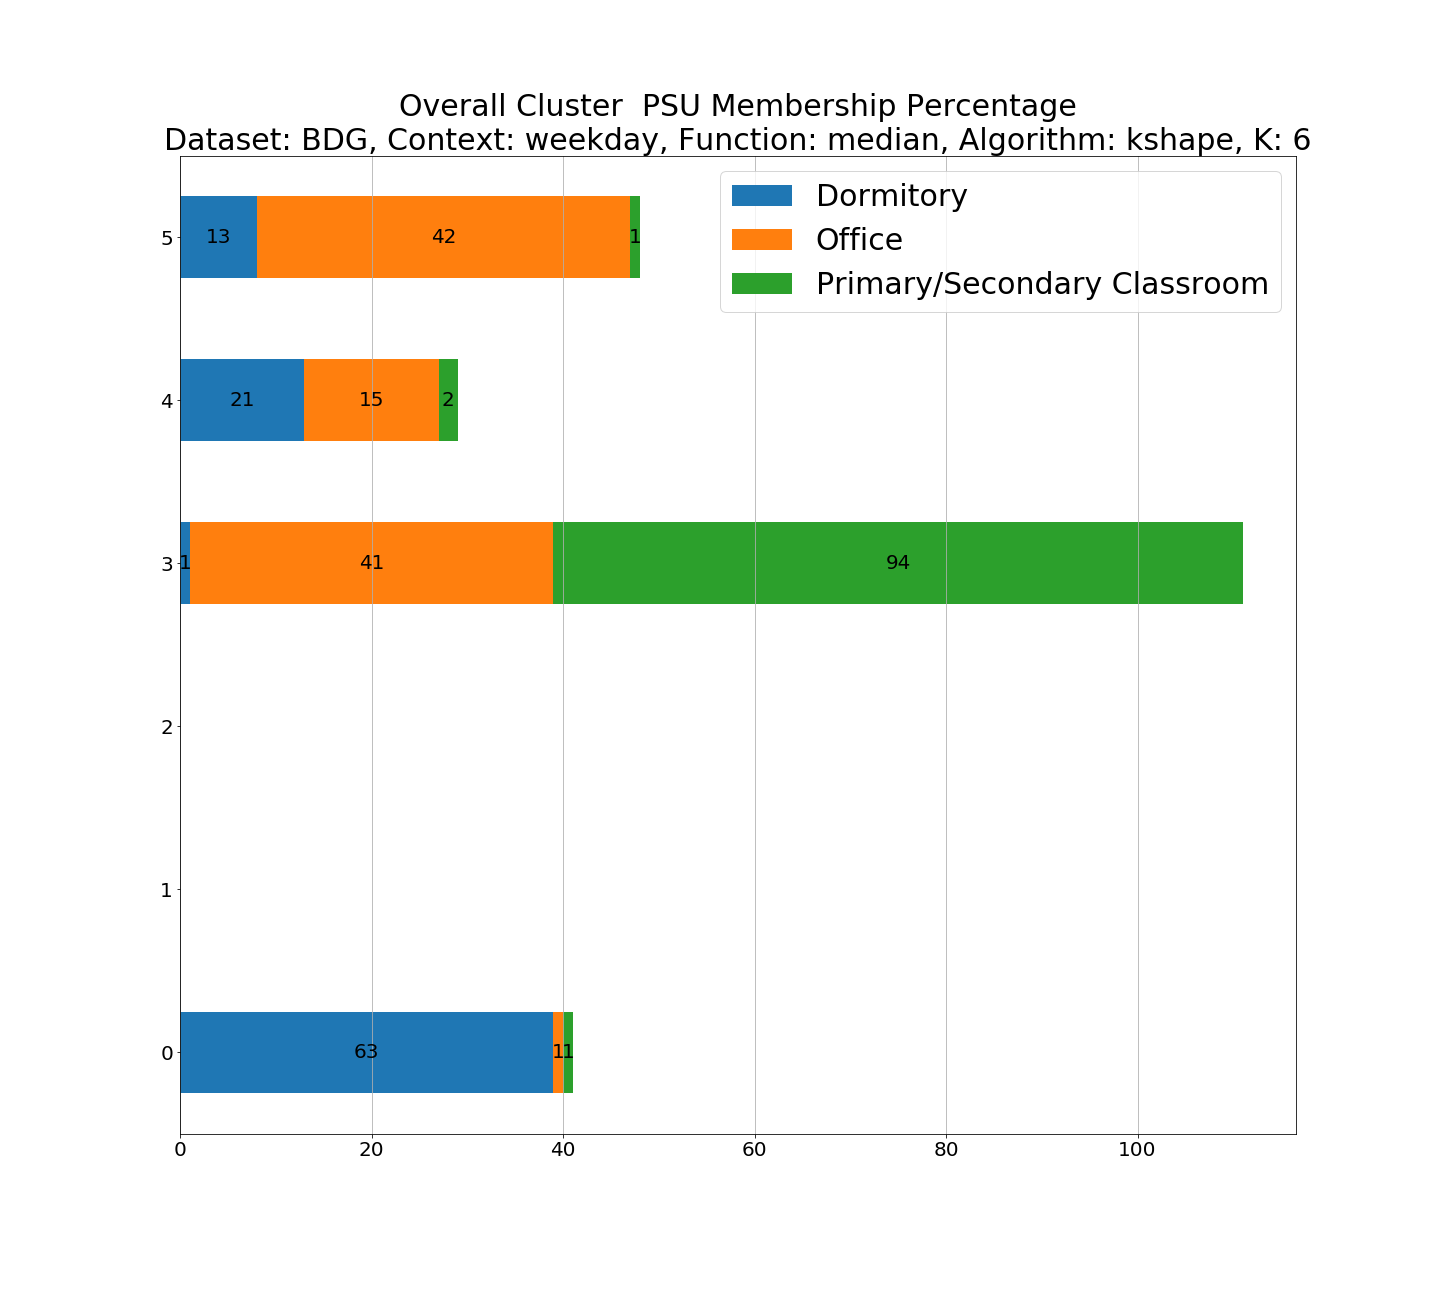 Overall Cluster  PSU Membership Percentage
Dataset: BDG, Context: weekday, Function: median, Algorithm: kshape, K: 6
Dormitory
Office
Primary/Secondary Classroom
5 13 42 1
4 21 15 2
3 1 41 94
2
1
0 63 1 1
0 20 40 60 80 100